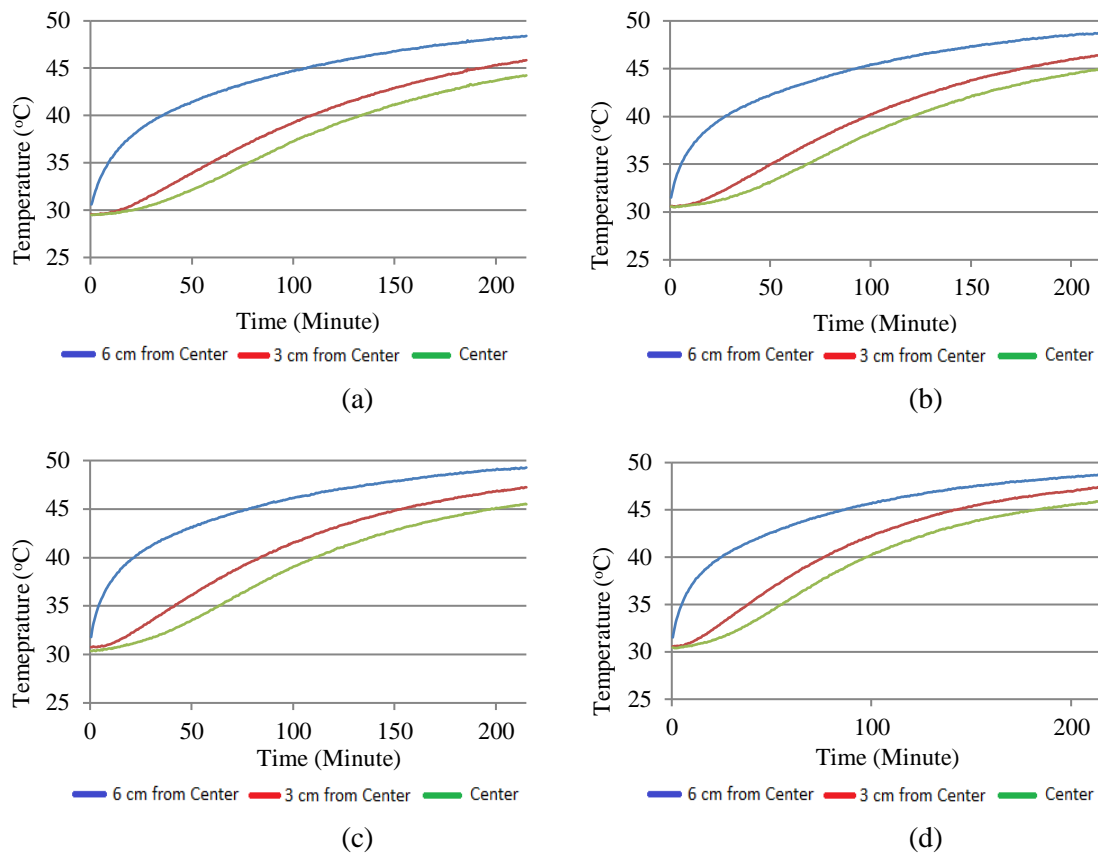 50
45
40
35
30
25
Temperature (°C)
0 50 100 150 200
Time (Minute)
6 cm from Center 3 cm from Center Center
(a)
50
45
40
35
30
25
Temperature (°C)
0 50 100 150 200
Time (Minute)
6 cm from Center 3 cm from Center Center
(b)
50
45
40
35
30
25
Temeprature (°C)
0 50 100 150 200
Time (Minute)
6 cm from Center 3 cm from Center Center
(c)
50
45
40
35
30
25
Temperature (°C)
0 100 200
Time (Minute)
6 cm from Center 3 cm from Center Center
(d)